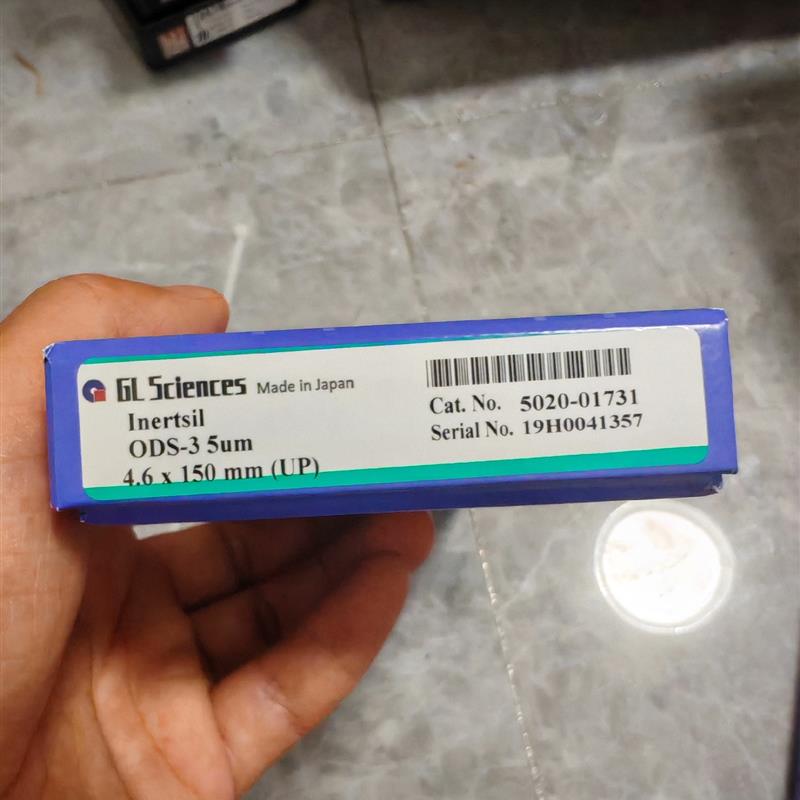 GL Sciences Made in Japan
Inertsil
ODS-3 5um
4.6 x 150 mm (UP)
Cat. No. 5020-01731
Serial No. 19H0041357